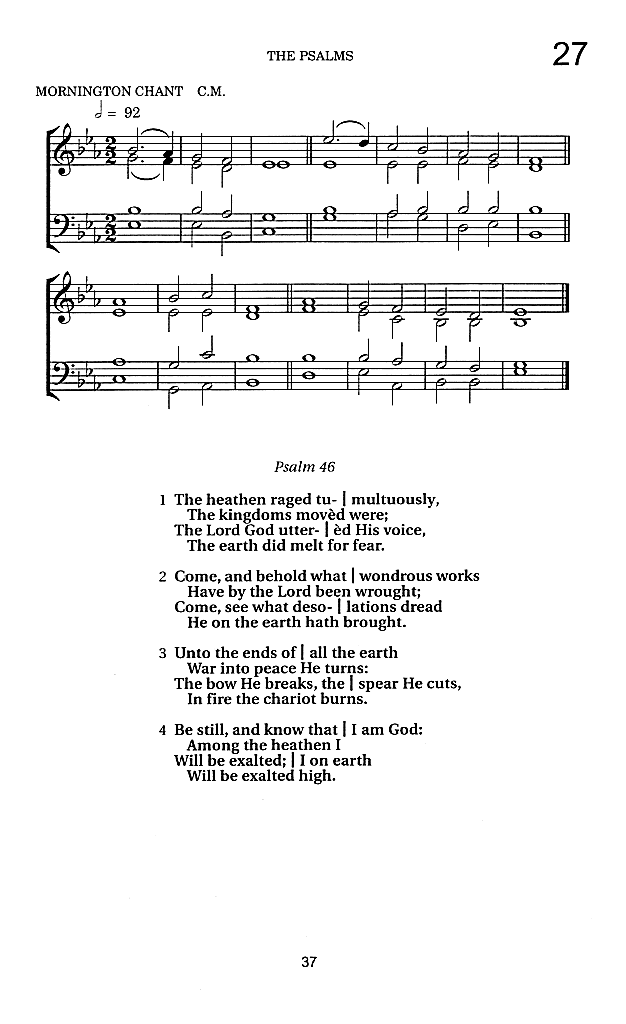 THE PSALMS
27
MORNINGTON CHANT C.M.
𝅗𝅥 = 92
Psalm 46
1 The heathen raged tu- | multuously,
The kingdoms movèd were;
The Lord God utter- | èd His voice,
The earth did melt for fear.
2 Come, and behold what | wondrous works
Have by the Lord been wrought;
Come, see what deso- | lations dread
He on the earth hath brought.
3 Unto the ends of | all the earth
War into peace He turns:
The bow He breaks, the | spear He cuts,
In fire the chariot burns.
4 Be still, and know that | I am God:
Among the heathen I
Will be exalted; | I on earth
Will be exalted high.
37